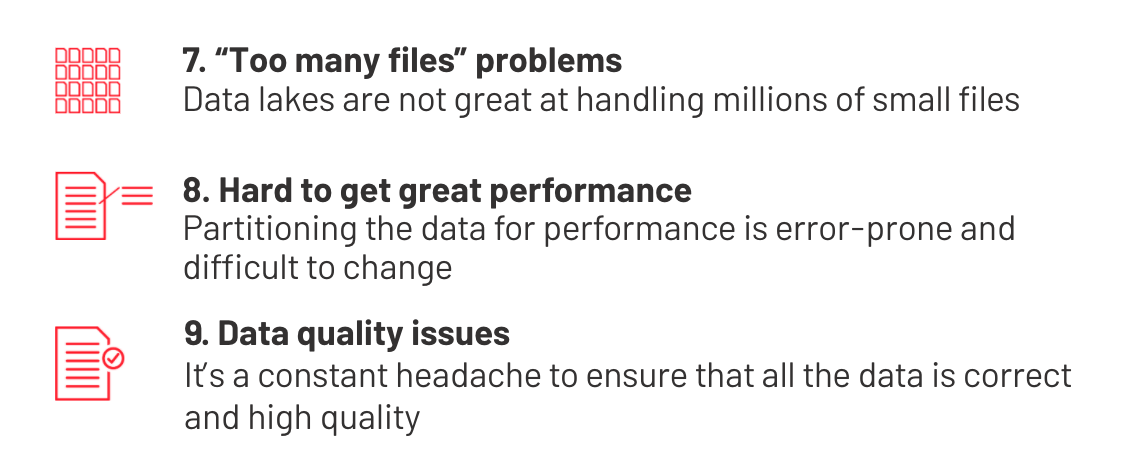 7. “Too many files” problems
Data lakes are not great at handling millions of small files
8. Hard to get great performance
Partitioning the data for performance is error-prone and
difficult to change
9. Data quality issues
It’s a constant headache to ensure that all the data is correct
and high quality